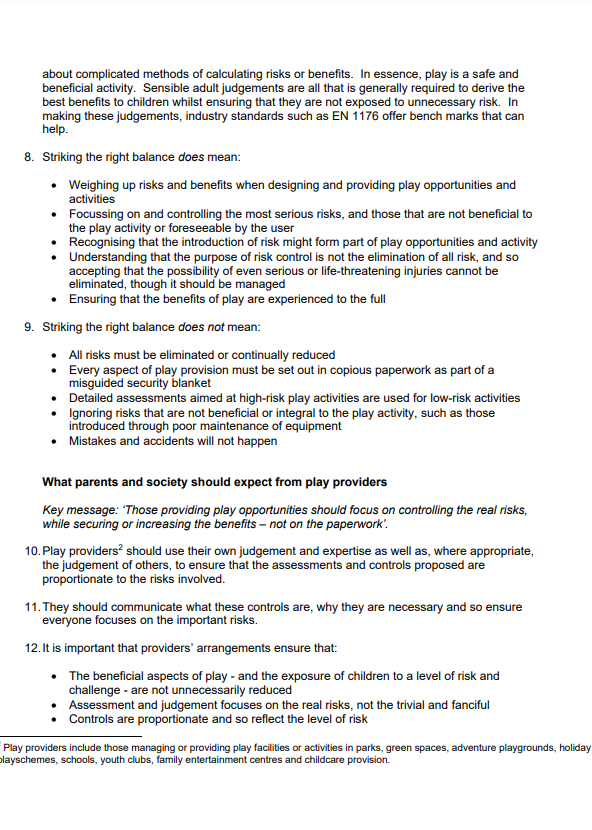 about complicated methods of calculating risks or benefits.  In essence, play is a safe and
beneficial activity.  Sensible adult judgements are all that is generally required to derive the
best benefits to children whilst ensuring that they are not exposed to unnecessary risk.  In
making these judgements, industry standards such as EN 1176 offer bench marks that can
help.
8.  Striking the right balance does mean:
• Weighing up risks and benefits when designing and providing play opportunities and
activities
• Focussing on and controlling the most serious risks, and those that are not beneficial to
the play activity or foreseeable by the user
• Recognising that the introduction of risk might form part of play opportunities and activity
• Understanding that the purpose of risk control is not the elimination of all risk, and so
accepting that the possibility of even serious or life-threatening injuries cannot be
eliminated, though it should be managed
• Ensuring that the benefits of play are experienced to the full
9.  Striking the right balance does not mean:
• All risks must be eliminated or continually reduced
• Every aspect of play provision must be set out in copious paperwork as part of a
misguided security blanket
• Detailed assessments aimed at high-risk play activities are used for low-risk activities
• Ignoring risks that are not beneficial or integral to the play activity, such as those
introduced through poor maintenance of equipment
• Mistakes and accidents will not happen
What parents and society should expect from play providers
Key message: ‘Those providing play opportunities should focus on controlling the real risks,
while securing or increasing the benefits – not on the paperwork’.
10. Play providers² should use their own judgement and expertise as well as, where appropriate,
the judgement of others, to ensure that the assessments and controls proposed are
proportionate to the risks involved.
11. They should communicate what these controls are, why they are necessary and so ensure
everyone focuses on the important risks.
12. It is important that providers’ arrangements ensure that:
• The beneficial aspects of play - and the exposure of children to a level of risk and
challenge - are not unnecessarily reduced
• Assessment and judgement focuses on the real risks, not the trivial and fanciful
• Controls are proportionate and so reflect the level of risk
Play providers include those managing or providing play facilities or activities in parks, green spaces, adventure playgrounds, holiday
playschemes, schools, youth clubs, family entertainment centres and childcare provision.